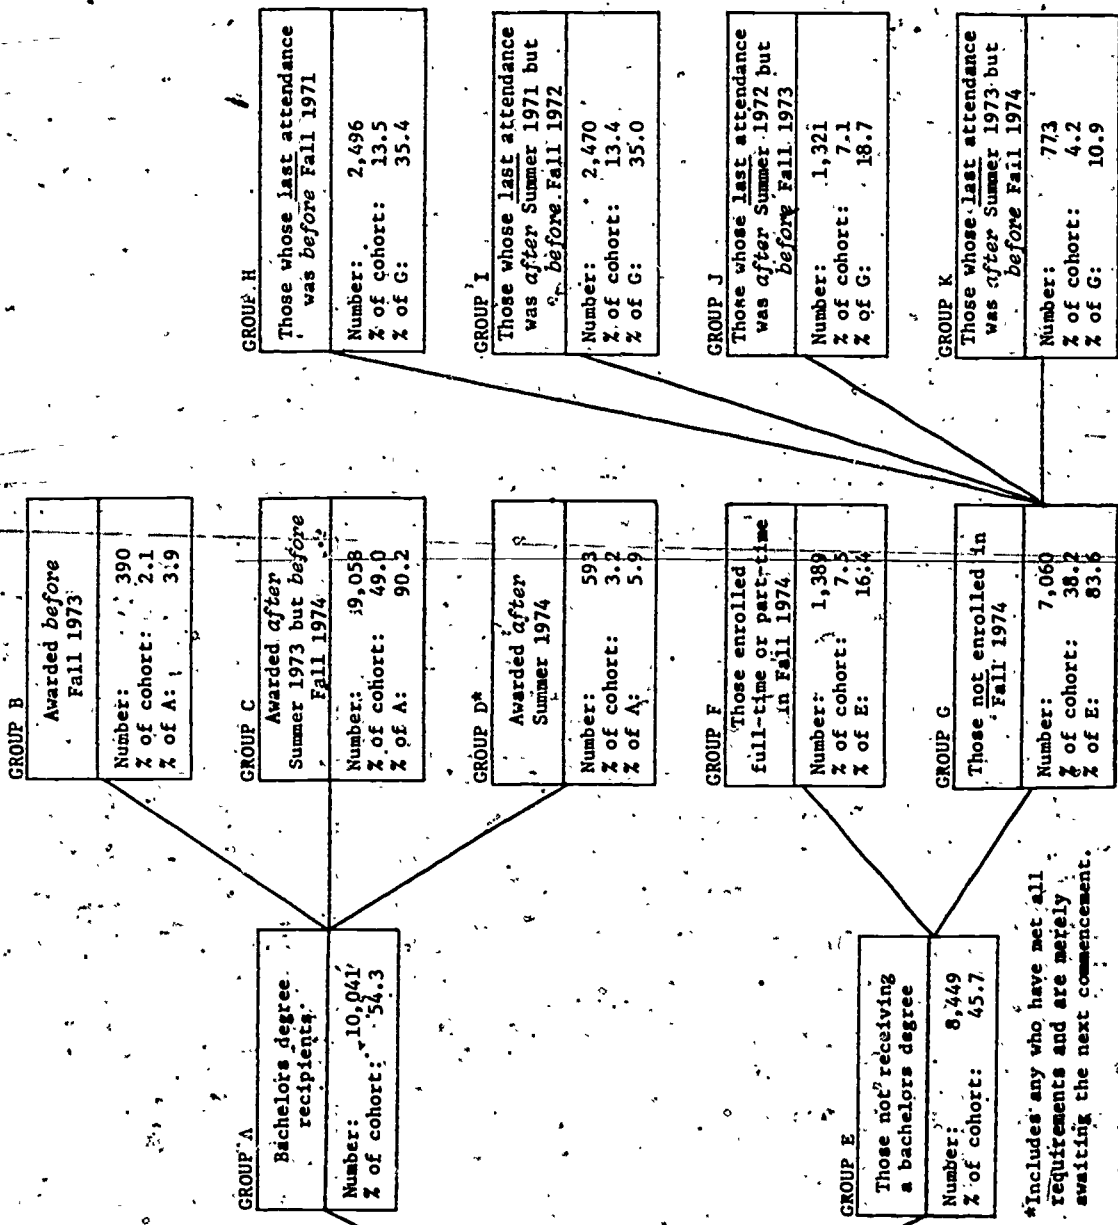 GROUP A
Bachelors degree
recipients
Number: 10,041
% of cohort: 54.3
GROUP B
Awarded before
Fall 1973
Number: 390
% of cohort: 2.1
% of A: 3.9
GROUP C
Awarded after
Summer 1973 but before
Fall 1974
Number: 9,058
% of cohort: 49.0
% of A: 90.2
GROUP D*
Awarded after
Summer 1974
Number: 593
% of cohort: 3.2
% of A: 5.9
GROUP E
Those not receiving
a bachelors degree
Number: 8,449
% of cohort: 45.7
GROUP F
Those enrolled
full-time or part-time
in Fall 1974
Number: 1,389
% of cohort: 7.5
% of E: 16.4
GROUP G
Those not enrolled in
Fall 1974
Number: 7,060
% of cohort: 38.2
% of E: 83.6
GROUP H
Those whose last attendance
was before Fall 1971
Number: 2,496
% of cohort: 13.5
% of G: 35.4
GROUP I
Those whose last attendance
was after Summer 1971 but
before Fall 1972
Number: 2,470
% of cohort: 13.4
% of G: 35.0
GROUP J
Those whose last attendance
was after Summer 1972 but
before Fall 1973
Number: 1,321
% of cohort: 7.1
% of G: 18.7
GROUP K
Those whose last attendance
was after Summer 1973 but
before Fall 1974
Number: 773
% of cohort: 4.2
% of G: 10.9
*Includes any who have met all
requirements and are merely
awaiting the next commencement.